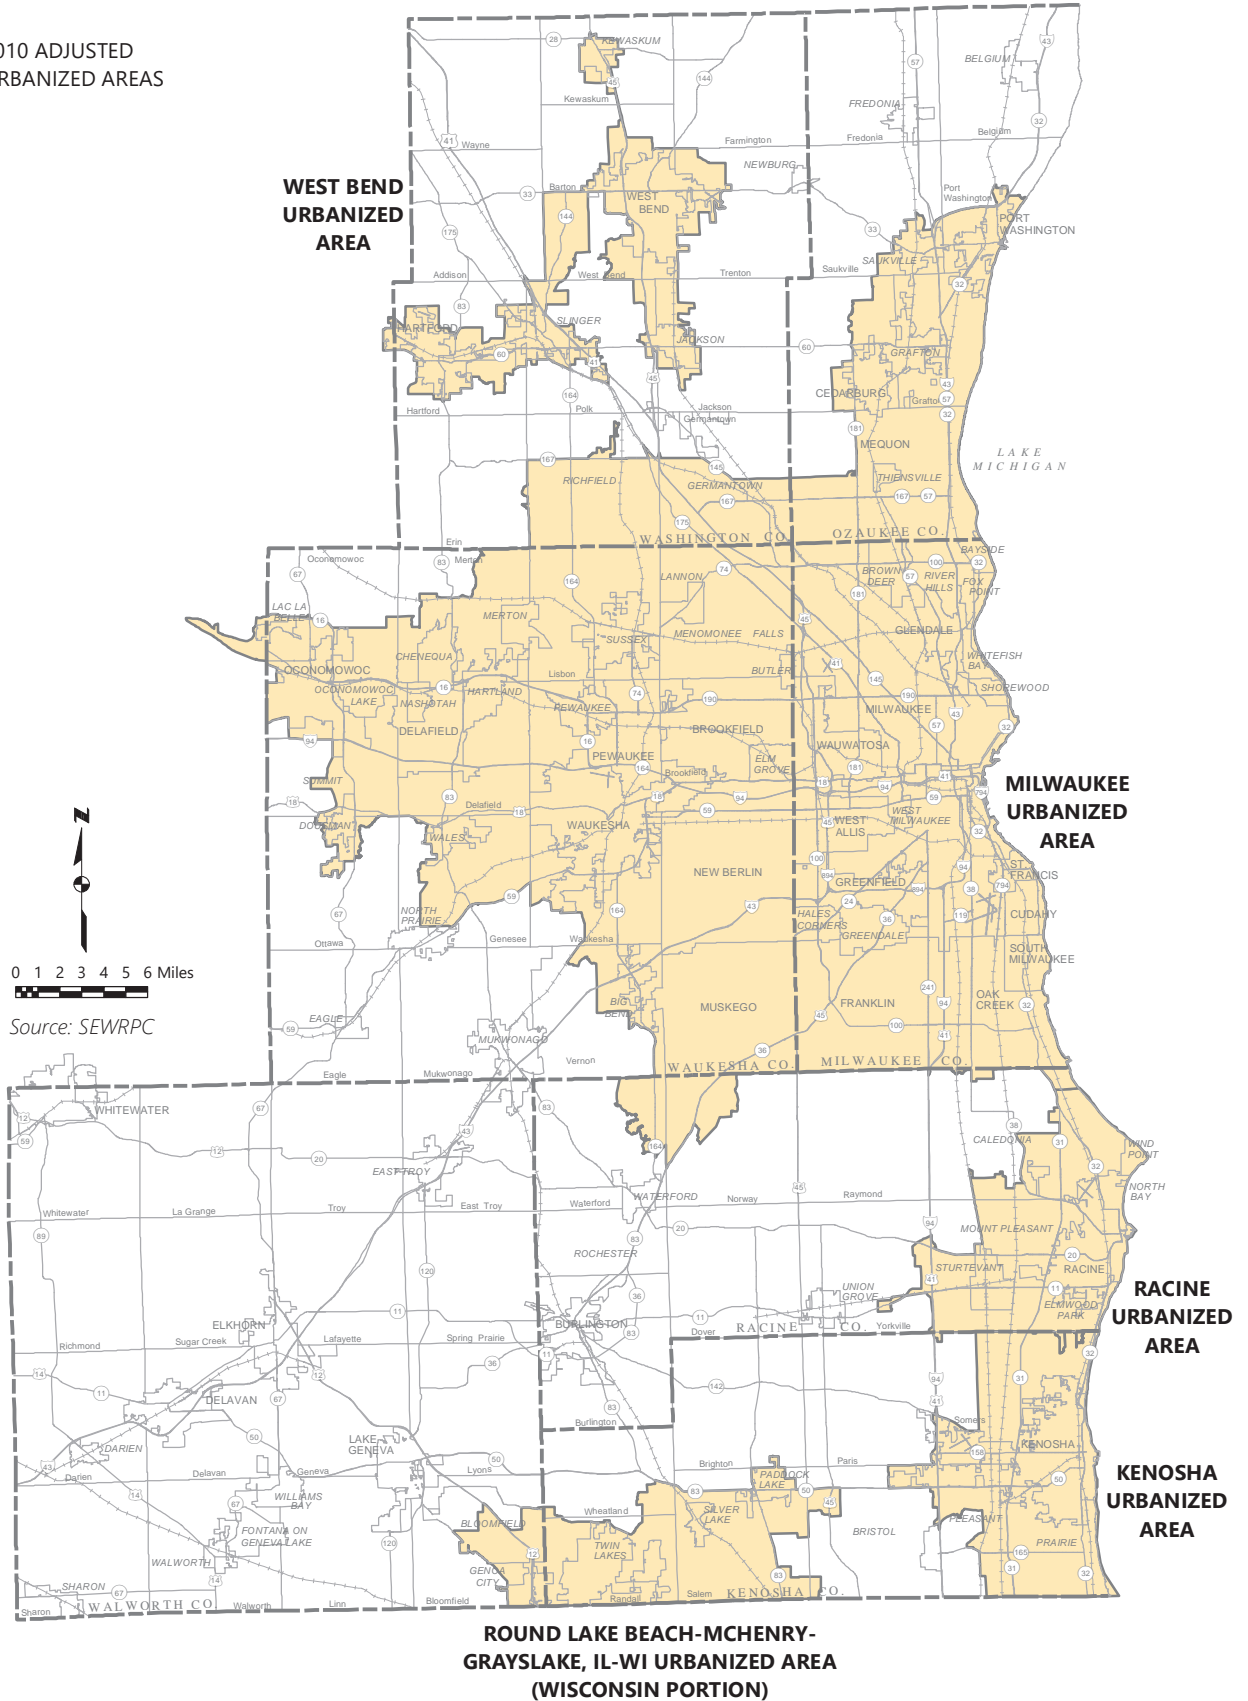 010 ADJUSTED
RBANIZED AREAS
WEST BEND
URBANIZED
AREA
MILWAUKEE
URBANIZED
AREA
RACINE
URBANIZED
AREA
KENOSHA
URBANIZED
AREA
ROUND LAKE BEACH-MCHENRY-
GRAYSLAKE, IL-WI URBANIZED AREA
(WISCONSIN PORTION)
0 1 2 3 4 5 6 Miles
Source: SEWRPC
LAKE
MICHIGAN
WASHINGTON CO.
OZAUKEE CO.
WAUKESHA CO.
MILWAUKEE CO.
RACINE CO.
KENOSHA CO.
WALWORTH CO.
KEWASKUM
Kewaskum
BELGIUM
FREDONIA
Wayne
Farmington
Fredonia
Belgium
NEWBURG
Barton
WEST
BEND
Port
Washington
PORT
WASHINGTON
SAUKVILLE
Addison
West Bend
Trenton
Saukville
HARTFORD
SLINGER
JACKSON
GRAFTON
CEDARBURG
Hartford
Polk
Jackson
Germantown
MEQUON
THIENSVILLE
RICHFIELD
GERMANTOWN
Erin
Oconomowoc
Merton
LANNON
BROWN
DEER
RIVER
HILLS
BAYSIDE
FOX
POINT
LAC LA
BELLE
MERTON
SUSSEX
MENOMONEE FALLS
GLENDALE
CHENEQUA
OCONOMOWOC
Lisbon
BUTLER
WHITEFISH
BAY
OCONOMOWOC
LAKE
NASHOTAH
HARTLAND
PEWAUKEE
SHOREWOOD
MILWAUKEE
DELAFIELD
BROOKFIELD
WAUWATOSA
PEWAUKEE
Brookfield
ELM
GROVE
SUMMIT
DOUSMAN
Delafield
WALES
WAUKESHA
WEST
ALLIS
WEST
MILWAUKEE
NEW BERLIN
GREENFIELD
ST.
FRANCIS
NORTH
PRAIRIE
HALES
CORNERS
GREENDALE
CUDAHY
SOUTH
MILWAUKEE
Ottawa
Genesee
Waukesha
EAGLE
BIG
BEND
MUSKEGO
FRANKLIN
OAK
CREEK
MUKWONAGO
Vernon
Eagle
Mukwonago
WHITEWATER
CALEDONIA
WIND
POINT
NORTH
BAY
EAST TROY
WATERFORD
Whitewater
La Grange
Troy
East Troy
Waterford
Norway
Raymond
MOUNT PLEASANT
ROCHESTER
STURTEVANT
RACINE
UNION
GROVE
ELMWOOD
PARK
ELKHORN
BURLINGTON
Dover
Yorkville
Richmond
Sugar Creek
Lafayette
Spring Prairie
DELAVAN
Burlington
Somers
KENOSHA
LAKE
GENEVA
DARIEN
Darien
Delavan
Geneva
Lyons
Brighton
Paris
PADDOCK
LAKE
WILLIAMS
BAY
Wheatland
SILVER
LAKE
BRISTOL
PLEASANT
PRAIRIE
FONTANA ON
GENEVA LAKE
BLOOMFIELD
TWIN
LAKES
WALWORTH
GENOA
CITY
SHARON
Sharon
Walworth
Linn
Bloomfield
Randall
Salem